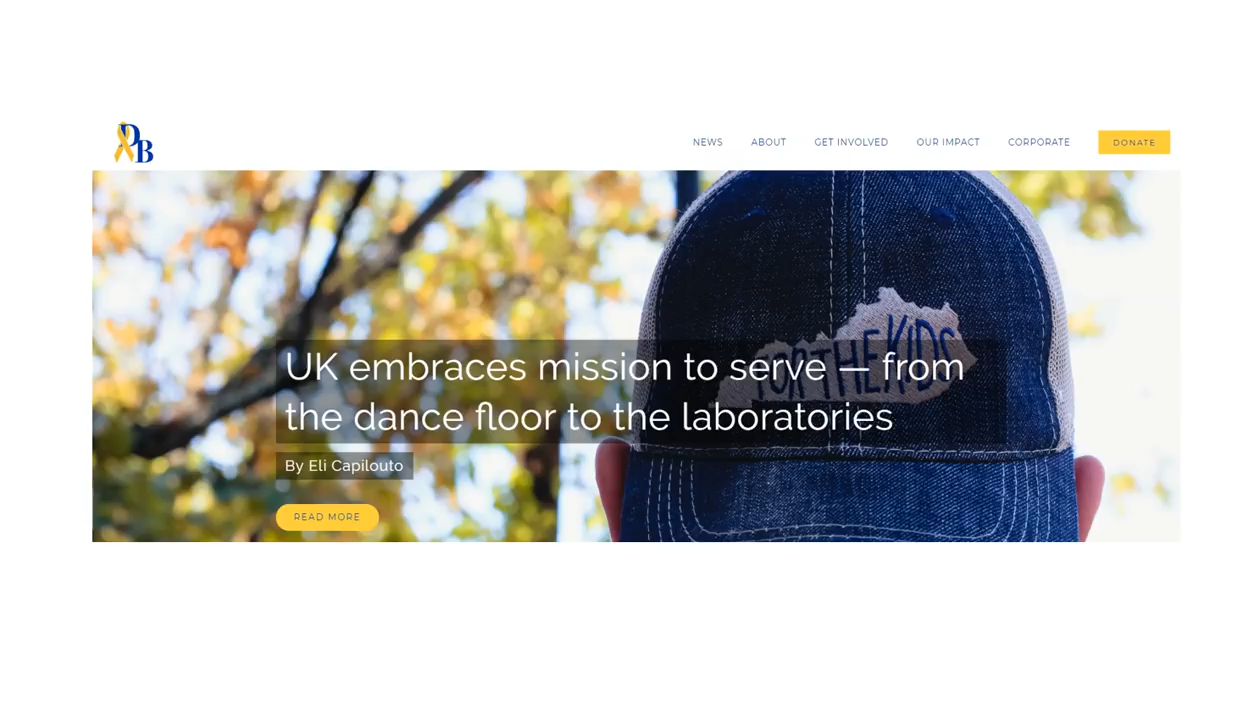 DB
NEWS
ABOUT
GET INVOLVED
OUR IMPACT
CORPORATE
DONATE
FORTHEKIDS
UK embraces mission to serve — from
the dance floor to the laboratories
By Eli Capilouto
READ MORE